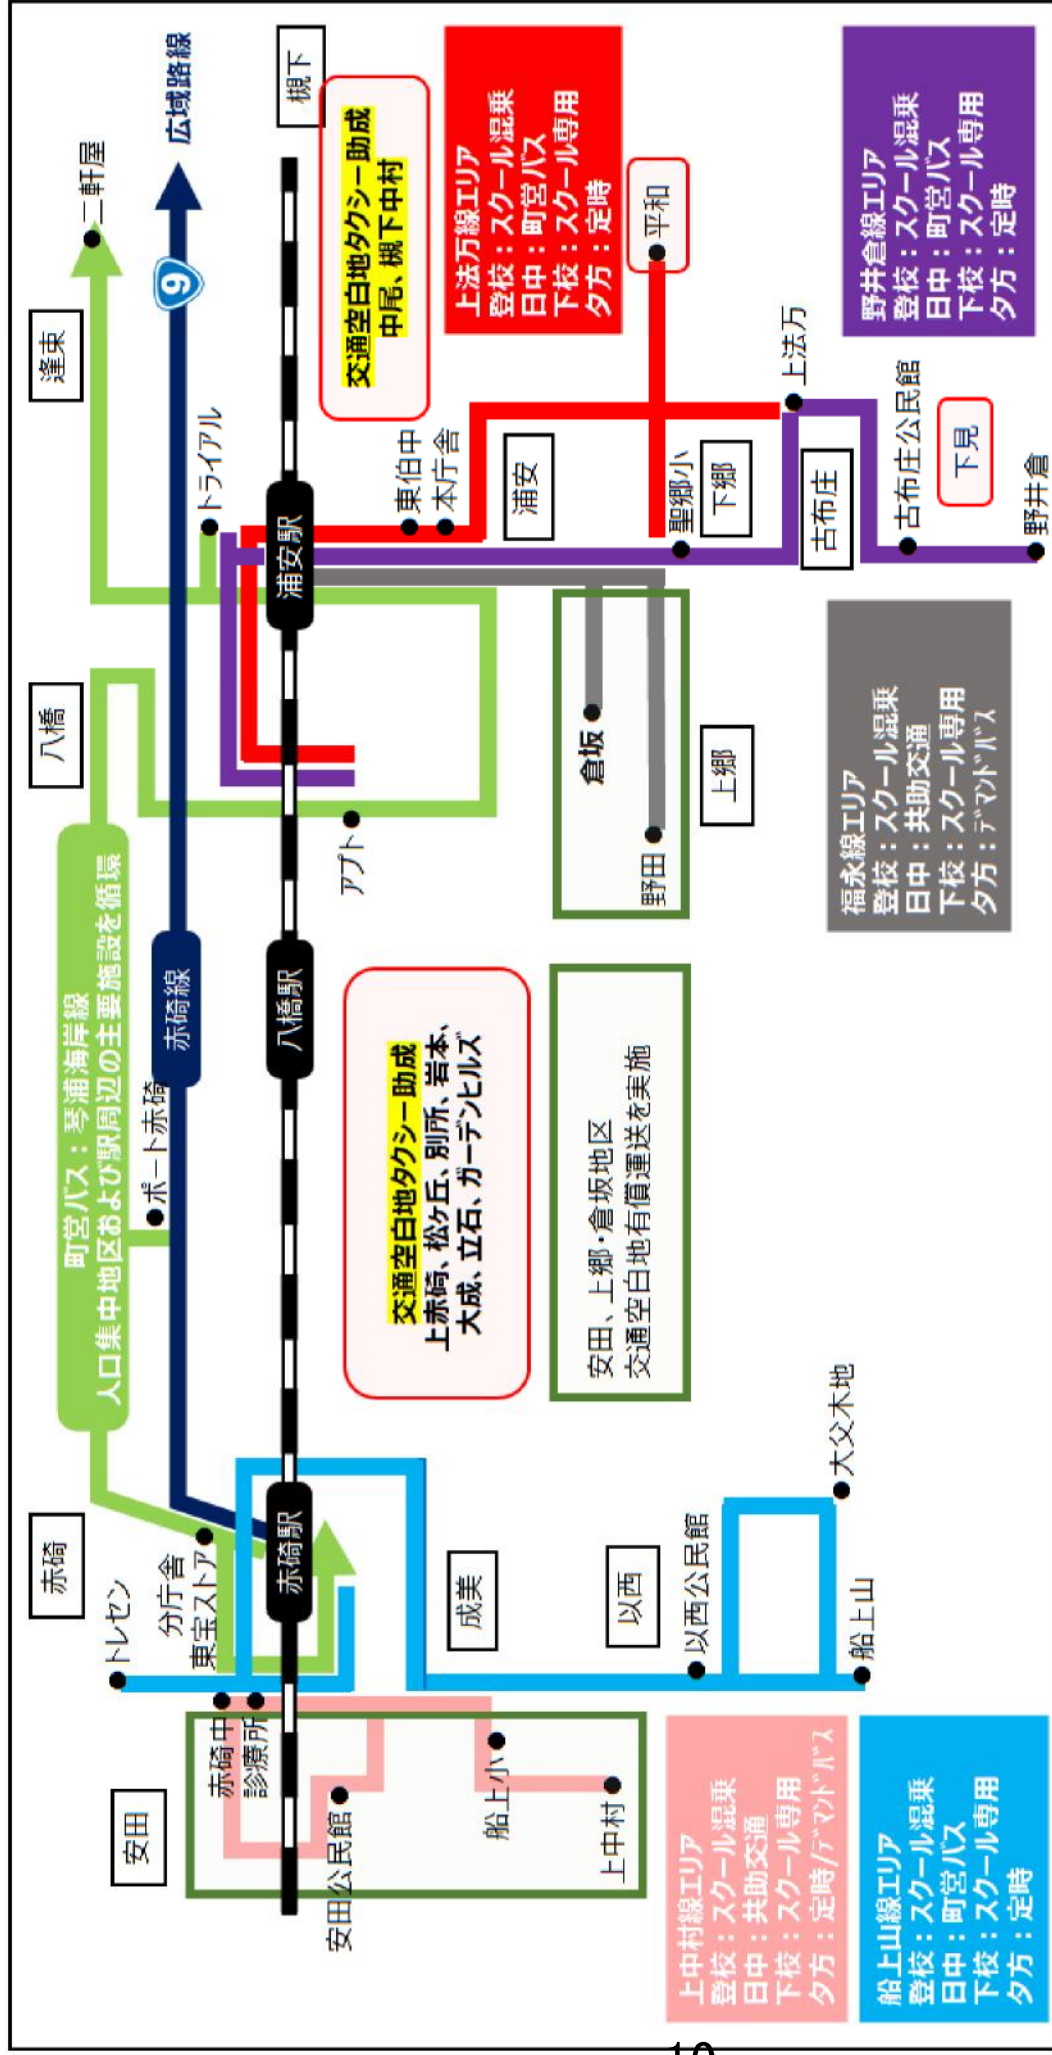 赤碕
町営バス：琴浦海岸線
人口集中地区および駅周辺の主要施設を循環
八橋
逢束
二軒屋
広域路線
9
赤碕線
トレセン
分庁舎
東宝ストア
ポート赤碕
トライアル
槻下
安田
赤碕中
診療所
赤碕駅
八橋駅
浦安駅
交通空白地タクシー助成
中尾、槻下中村
安田公民館
アプト
東伯中
本庁舎
交通空白地タクシー助成
上赤碕、松ヶ丘、別所、岩本、
大成、立石、ガーデンヒルズ
上法万線エリア
登校：スクール混乗
日中：町営バス
下校：スクール専用
夕方：定時
成美
船上小
浦安
上中村
以西
安田、上郷・倉坂地区
交通空白地有償運送を実施
倉坂
野田
平和
聖郷小
以西公民館
上郷
下郷
上法万
大父木地
船上山
古布庄
古布庄公民館
下見
野井倉
上中村線エリア
登校：スクール混乗
日中：共助交通
下校：スクール専用
夕方：定時/デマンドバス
船上山線エリア
登校：スクール混乗
日中：町営バス
下校：スクール専用
夕方：定時
福永線エリア
登校：スクール混乗
日中：共助交通
下校：スクール専用
夕方：デマンドバス
野井倉線エリア
登校：スクール混乗
日中：町営バス
下校：スクール専用
夕方：定時